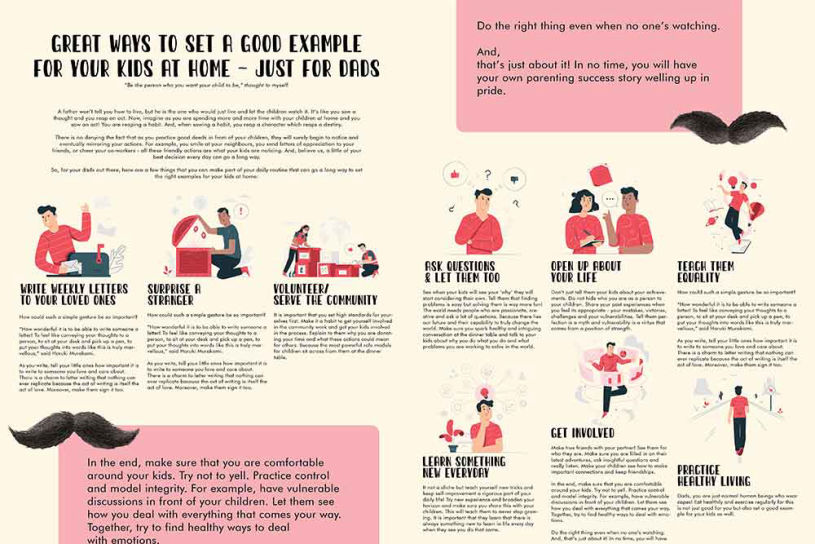 GREAT WAYS TO SET A GOOD EXAMPLE
FOR YOUR KIDS AT HOME - JUST FOR DADS
"Be the person who you want your child to be," thought to myself.
A father won't tell you how to live, but he is the one who would just live and let the children watch it. It's like you saw a
thought and you reap an act. Now, imagine as you are spending more and more time with your children at home and you
sow an act! You are reaping a habit. And, when sowing a habit, you reap a character which reaps a destiny.
There is no denying the fact that as you practice good deeds in front of your children, they will surely begin to notice and
eventually mirroring your actions. For example, you smile at your neighbours, you send letters of appreciation to your
friends, or cheer your co-workers - all these friendly actions are what your kids are noticing. And, believe us, a little of your
best decision every day can go a long way.
So, for your dads out there, here are a few things that you can make part of your daily routine that can go a long way to set
the right examples for your kids at home:
WRITE WEEKLY LETTERS
TO YOUR LOVED ONES
How could such a simple gesture be so important?
"How wonderful it is to be able to write someone a
letter! To feel like conveying your thoughts to a
person, to sit at your desk and pick up a pen, to
put your thoughts into words like this is truly mar-
vellous," said Haruki Murakami.
As you write, tell your little ones how important it is
to write to someone you love and care about.
There is a charm to letter writing that nothing can
ever replicate because the act of writing is itself the
act of love. Moreover, make them sign it too.
SURPRISE A
STRANGER
How could such a simple gesture be so important?
"How wonderful it is to be able to write someone a
letter! To feel like conveying your thoughts to a
person, to sit at your desk and pick up a pen, to
put your thoughts into words like this is truly mar-
vellous," said Haruki Murakami.
As you write, tell your little ones how important it is
to write to someone you love and care about.
There is a charm to letter writing that nothing can
ever replicate because the act of writing is itself the
act of love. Moreover, make them sign it too.
VOLUNTEER/
SERVE THE COMMUNITY
It is important that you set high standards for your-
selves first. Make it a habit to get yourself involved
in the community work and get your kids involved
in the process. Explain to them why you are donat-
ing your time and what these actions could mean
for others. Because the most powerful role models
for children sit across from them at the dinner
table.
In the end, make sure that you are comfortable
around your kids. Try not to yell. Practice control
and model integrity. For example, have vulnerable
discussions in front of your children. Let them see
how you deal with everything that comes your way.
Together, try to find healthy ways to deal
with emotions.
Do the right thing even when no one's watching.
And,
that's just about it! In no time, you will have
your own parenting success story welling up in
pride.
ASK QUESTIONS
& LET THEM TOO
See when your kids will see your 'why' they will
start considering their own. Tell them that finding
problems is easy but solving them is way more fun!
The world needs people who are passionate, cre-
ative and ask a lot of questions. Because there lies
our future and their capability to truly change the
world. Make sure you spark healthy and intriguing
conversation at the dinner table and talk to your
kids about why you do what you do and what
problems you are working to solve in the world.
OPEN UP ABOUT
YOUR LIFE
Don't just tell them your kids about your achieve-
ments. Do not hide who you are as a person to
your children. Share your past experiences when
you feel its appropriate - your mistakes, victories,
challenges and your vulnerabilities. Tell them per-
fection is a myth and vulnerability is a virtue that
comes from a position of strength.
TEACH THEM
EQUALITY
How could such a simple gesture be so important?
"How wonderful it is to be able to write someone a
letter! To feel like conveying your thoughts to a
person, to sit at your desk and pick up a pen, to
put your thoughts into words like this is truly mar-
vellous," said Haruki Murakami.
As you write, tell your little ones how important it is
to write to someone you love and care about.
There is a charm to letter writing that nothing can
ever replicate because the act of writing is itself the
act of love. Moreover, make them sign it too.
LEARN SOMETHING
NEW EVERYDAY
It not a cliche but teach yourself new tricks and
keep self-improvement a rigorous part of your
daily life! Try new experience and broaden your
horizon and make sure you share this with your
children. This will teach them to never stop grow-
ing. It is important that they learn that there is
always something new to learn in life every day
when they see you do that same.
GET INVOLVED
Make true friends with your partner! See them for
who they are. Make sure you are filled in on their
latest adventures, ask insightful questions and
really listen. Make your children see how to make
important connections and keep friendships.
In the end, make sure that you are comfortable
around your kids. Try not to yell. Practice control
and model integrity. For example, have vulnerable
discussions in front of your children. Let them see
how you deal with everything that comes your way.
Together, try to find healthy ways to deal with emo-
tions.
Do the right thing even when no one's watching.
And, that's just about it! In no time, you will have
PRACTICE
HEALTHY LIVING
Dads, you are just normal human beings who wear
capes! Eat healthy and exercise regularly for this
is not just good for you but also set a good exam-
ple for your kids as well.